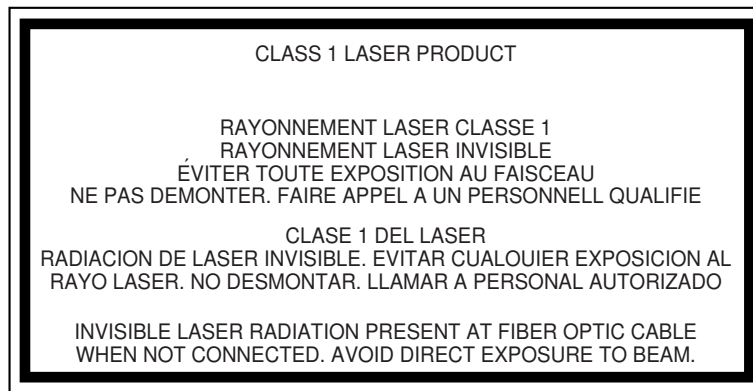 CLASS 1 LASER PRODUCT
RAYONNEMENT LASER CLASSE 1
RAYONNEMENT LASER INVISIBLE
ÉVITER TOUTE EXPOSITION AU FAISCEAU
NE PAS DEMONTER. FAIRE APPEL A UN PERSONNELL QUALIFIE
CLASE 1 DEL LASER
RADIACION DE LASER INVISIBLE. EVITAR CUALOUIER EXPOSICION AL
RAYO LASER. NO DESMONTAR. LLAMAR A PERSONAL AUTORIZADO
INVISIBLE LASER RADIATION PRESENT AT FIBER OPTIC CABLE
WHEN NOT CONNECTED. AVOID DIRECT EXPOSURE TO BEAM.